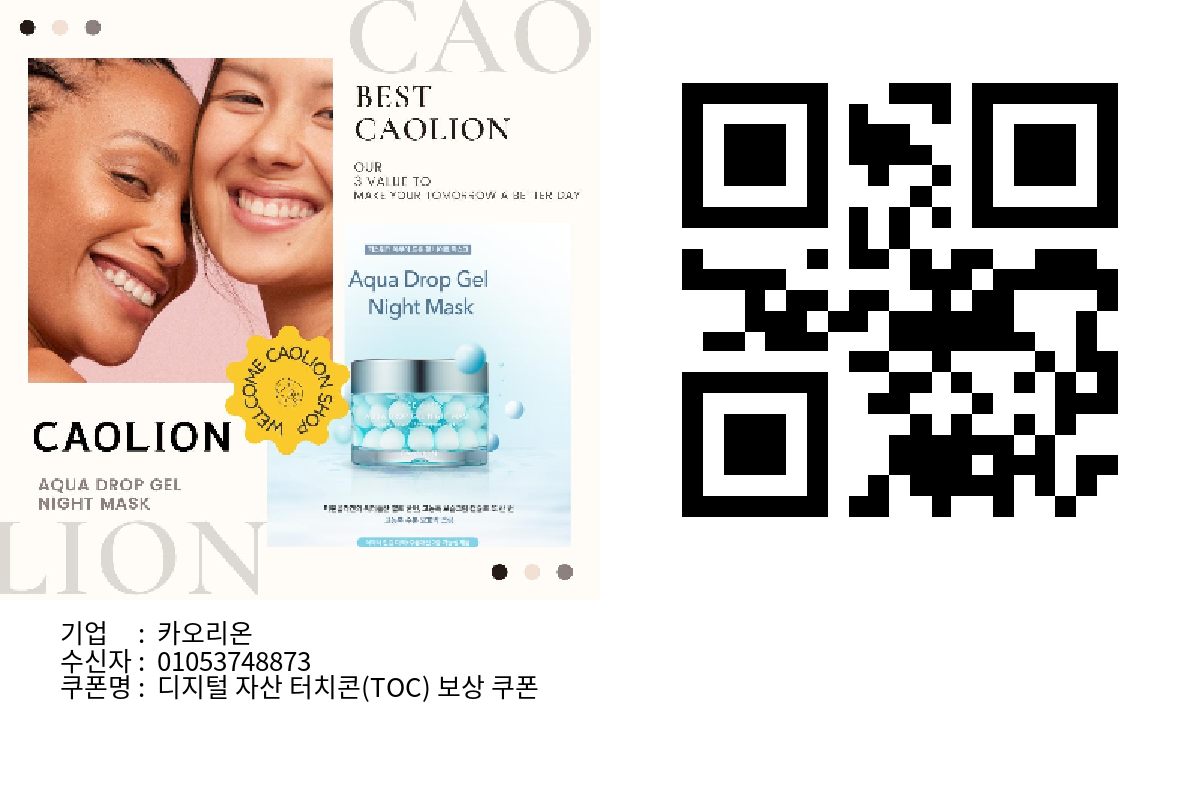 CAO
BEST
CAOLION
OUR
3 VALUE TO
MAKE YOUR TOMORROW A BETTER DAY
Aqua Drop Gel
Night Mask
WELCOME CAOLION SHOP
CAOLION
AQUA DROP GEL
NIGHT MASK
LION
기업 : 카오리온
수신자 : 01053748873
쿠폰명 : 디지털 자산 터치콘(TOC) 보상 쿠폰